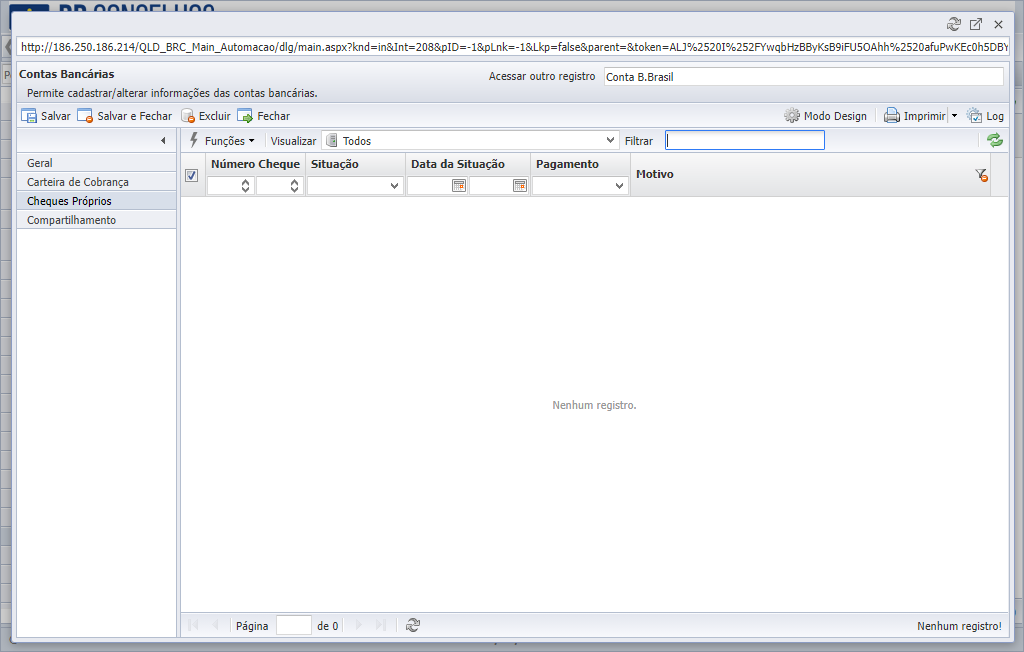 BR CONSELHOS
http://186.250.186.214/QLD_BRC_Main_Automacao/dlg/main.aspx?knd=in&Int=208&pID=-1&pLnk=-1&Lkp=false&parent=&token=ALJ%2520I%252FYwqbHzBByKsB9iFU5OAhh%2520afuPwKEc0h5DBY
Contas Bancárias
Acessar outro registro Conta B.Brasil
Permite cadastrar/alterar informações das contas bancárias.
Salvar Salvar e Fechar Excluir Fechar Modo Design Imprimir Log
Funções Visualizar Todos Filtrar
Geral
Carteira de Cobrança
Cheques Próprios
Compartilhamento
Número Cheque Situação Data da Situação Pagamento Motivo
Nenhum registro.
Página de 0 Nenhum registro!